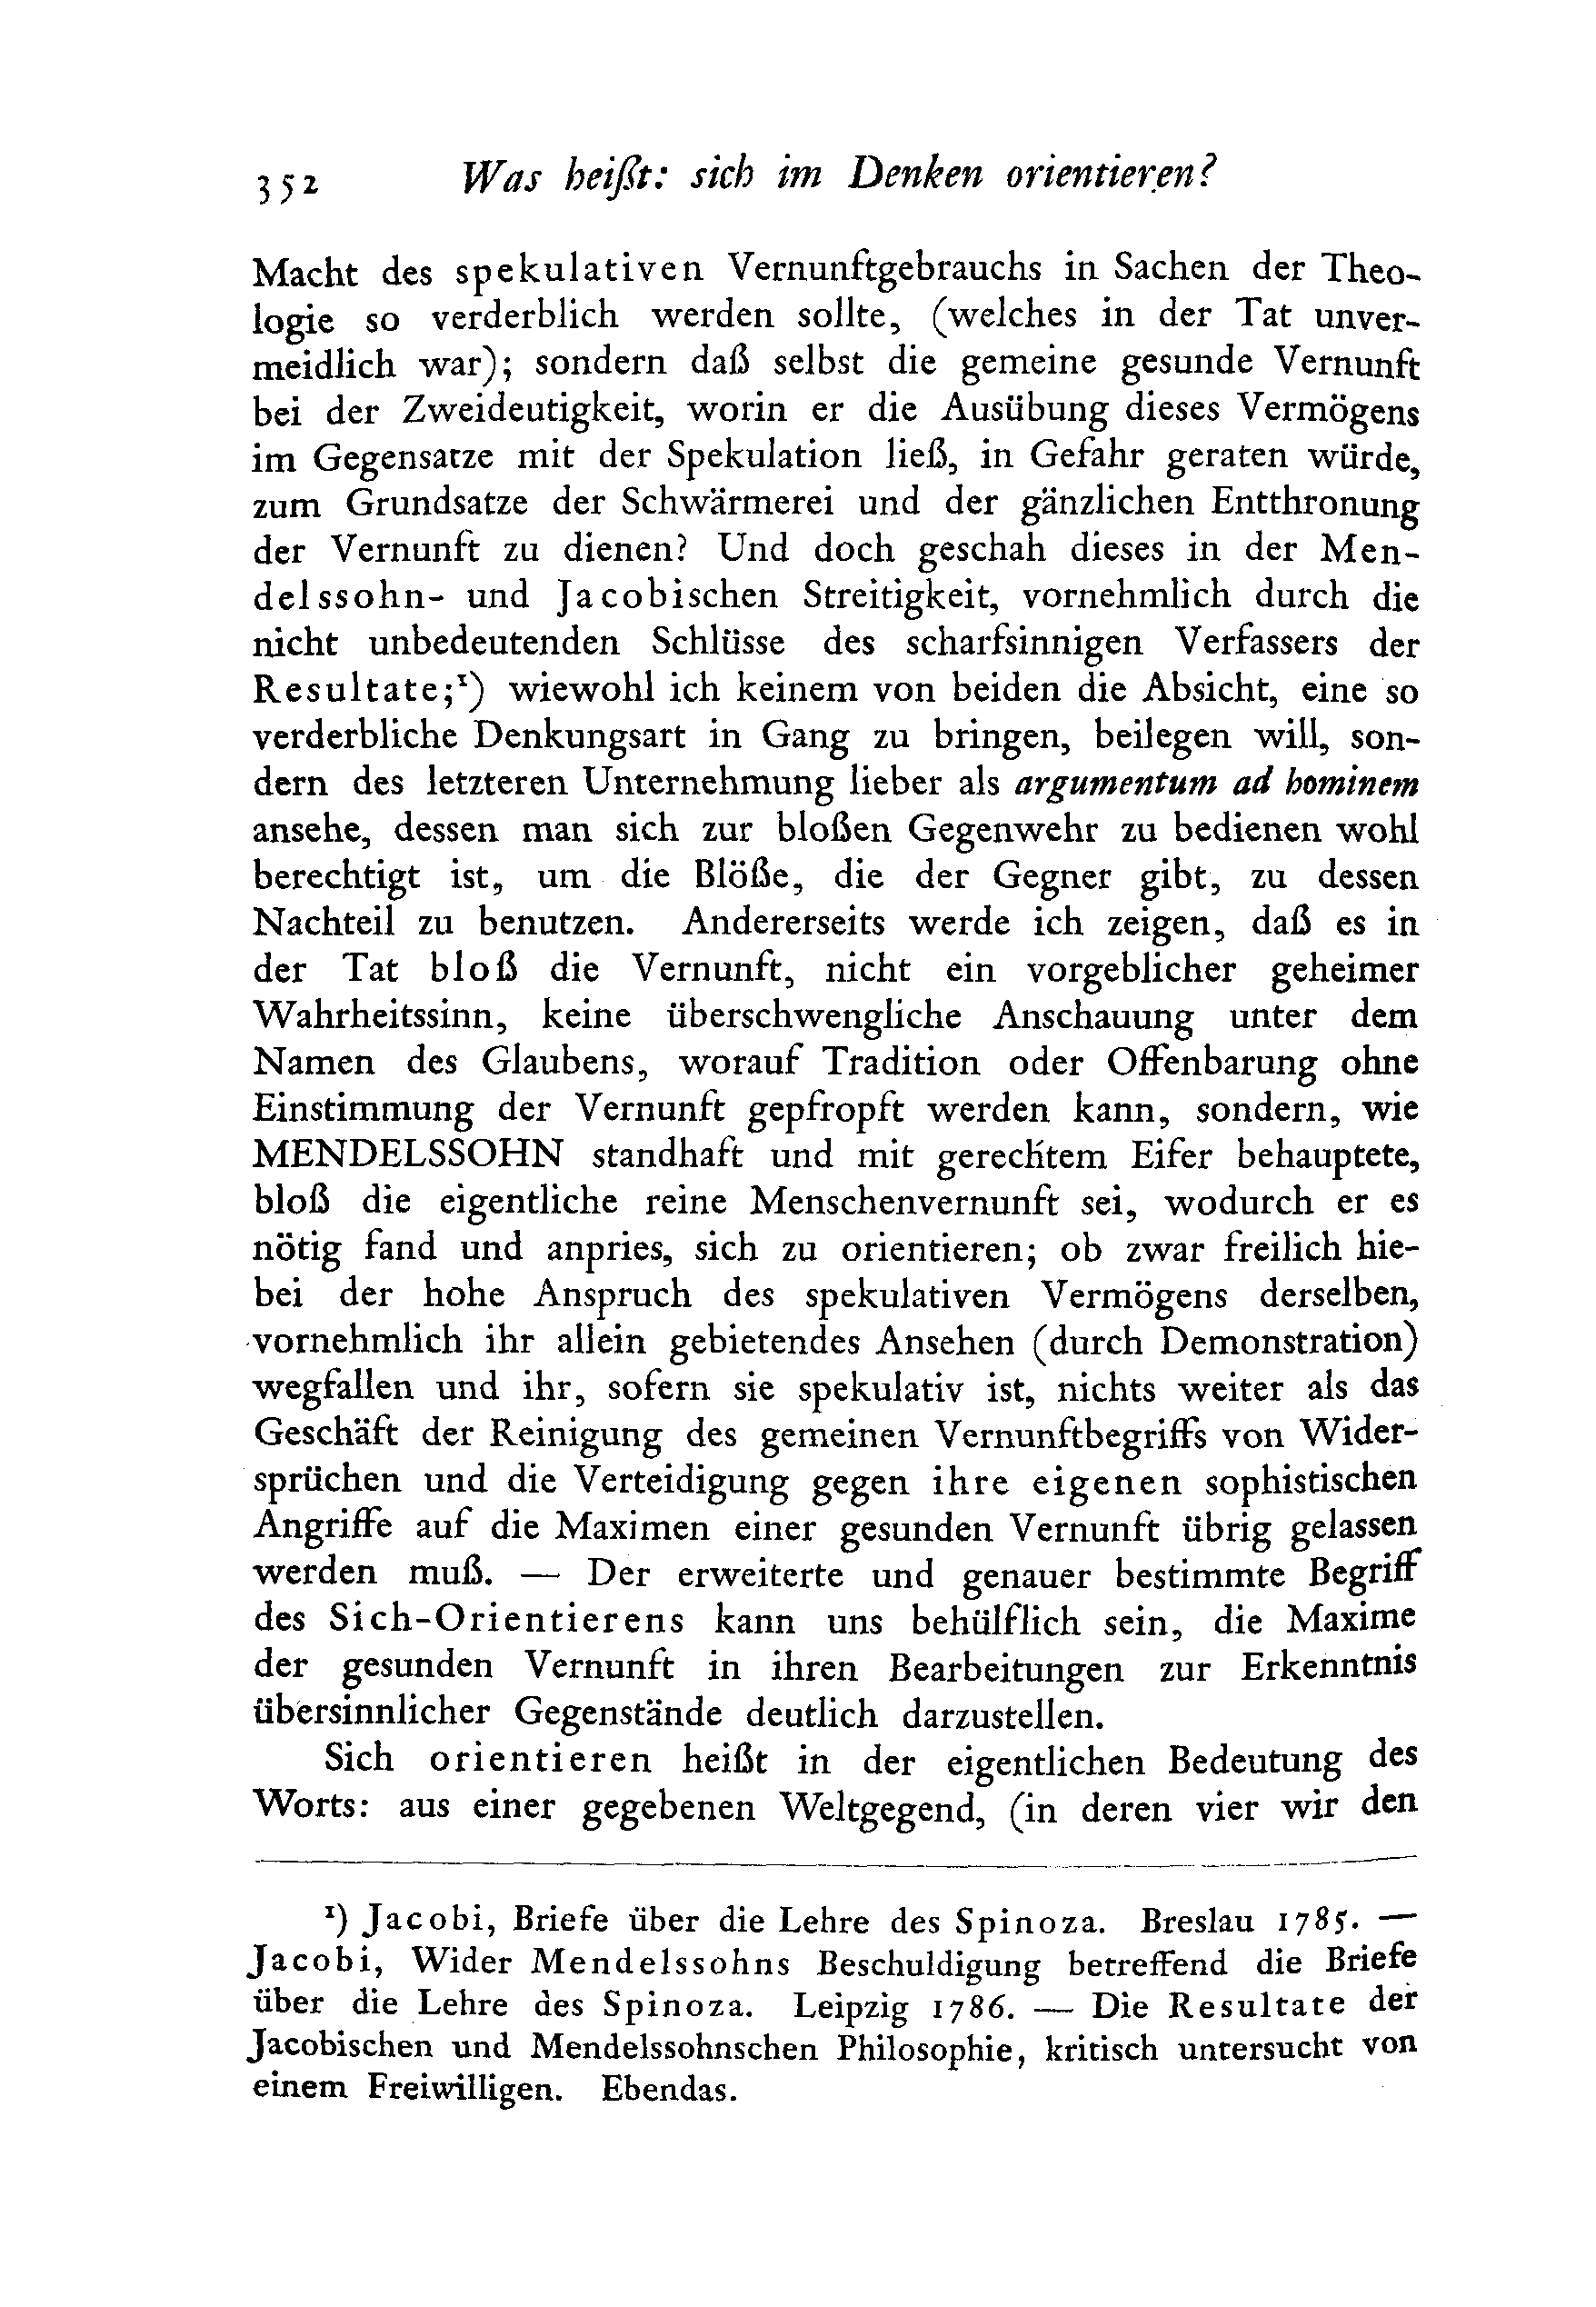 352 Was heißt: sich im Denken orientieren?
Macht des spekulativen Vernunftgebrauchs in Sachen der Theo-
logie so verderblich werden sollte, (welches in der Tat unver-
meidlich war); sondern daß selbst die gemeine gesunde Vernunft
bei der Zweideutigkeit, worin er die Ausübung dieses Vermögens
im Gegensatze mit der Spekulation ließ, in Gefahr geraten würde,
zum Grundsatze der Schwärmerei und der gänzlichen Entthronung
der Vernunft zu dienen? Und doch geschah dieses in der Men-
delssohn- und Jacobischen Streitigkeit, vornehmlich durch die
nicht unbedeutenden Schlüsse des scharfsinnigen Verfassers der
Resultate;¹) wiewohl ich keinem von beiden die Absicht, eine so
verderbliche Denkungsart in Gang zu bringen, beilegen will, son-
dern des letzteren Unternehmung lieber als argumentum ad hominem
ansehe, dessen man sich zur bloßen Gegenwehr zu bedienen wohl
berechtigt ist, um die Blöße, die der Gegner gibt, zu dessen
Nachteil zu benutzen. Andererseits werde ich zeigen, daß es in
der Tat bloß die Vernunft, nicht ein vorgeblicher geheimer
Wahrheitssinn, keine überschwengliche Anschauung unter dem
Namen des Glaubens, worauf Tradition oder Offenbarung ohne
Einstimmung der Vernunft gepfropft werden kann, sondern, wie
MENDELSSOHN standhaft und mit gerechtem Eifer behauptete,
bloß die eigentliche reine Menschenvernunft sei, wodurch er es
nötig fand und anpries, sich zu orientieren; ob zwar freilich hie-
bei der hohe Anspruch des spekulativen Vermögens derselben,
vornehmlich ihr allein gebietendes Ansehen (durch Demonstration)
wegfallen und ihr, sofern sie spekulativ ist, nichts weiter als das
Geschäft der Reinigung des gemeinen Vernunftbegriffs von Wider-
sprüchen und die Verteidigung gegen ihre eigenen sophistischen
Angriffe auf die Maximen einer gesunden Vernunft übrig gelassen
werden muß. — Der erweiterte und genauer bestimmte Begriff
des Sich-Orientierens kann uns behülflich sein, die Maxime
der gesunden Vernunft in ihren Bearbeitungen zur Erkenntnis
übersinnlicher Gegenstände deutlich darzustellen.
Sich orientieren heißt in der eigentlichen Bedeutung des
Worts: aus einer gegebenen Weltgegend, (in deren vier wir den
¹) Jacobi, Briefe über die Lehre des Spinoza. Breslau 1785. —
Jacobi, Wider Mendelssohns Beschuldigung betreffend die Briefe
über die Lehre des Spinoza. Leipzig 1786. — Die Resultate der
Jacobischen und Mendelssohnschen Philosophie, kritisch untersucht von
einem Freiwilligen. Ebendas.